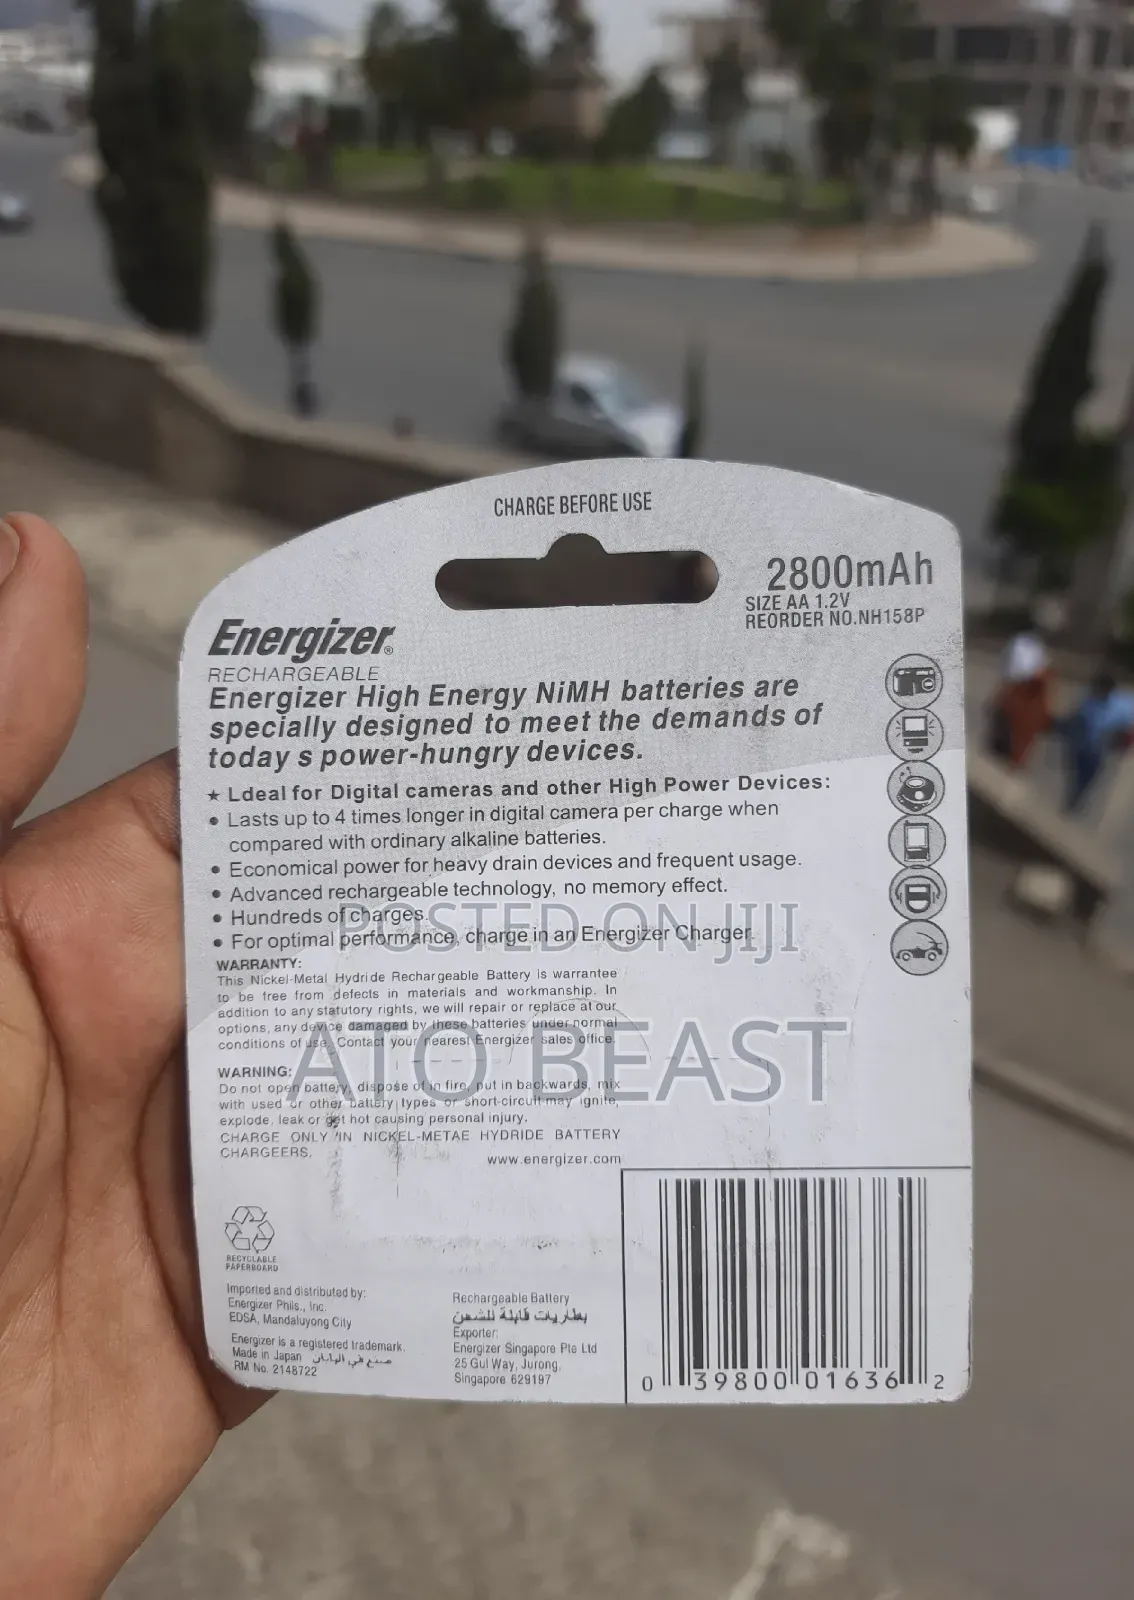 CHARGE BEFORE USE
2800mAh
SIZE AA 1.2V
REORDER NO.NH158P
Energizer®
RECHARGEABLE
Energizer High Energy NiMH batteries are
specially designed to meet the demands of
today s power-hungry devices.
★ Ldeal for Digital cameras and other High Power Devices:
• Lasts up to 4 times longer in digital camera per charge when
compared with ordinary alkaline batteries.
• Economical power for heavy drain devices and frequent usage.
• Advanced rechargeable technology, no memory effect.
• Hundreds of charges.
• For optimal performance, charge in an Energizer Charger.
POSTED ON JIJI
WARRANTY:
This Nickel-Metal Hydride Rechargeable Battery is warrantee
to be free from defects in materials and workmanship. In
addition to any statutory rights, we will repair or replace at our
options, any device damaged by these batteries under normal
conditions of use. Contact your nearest Energizer sales office.
ATO BEAST
WARNING:
Do not open battery, dispose of in fire, put in backwards, mix
with used or other battery types or short-circuit may ignite,
explode, leak or get hot causing personal injury.
CHARGE ONLY IN NICKEL-METAE HYDRIDE BATTERY
CHARGEERS.
www.energizer.com
RECYCLABLE
PAPERBOARD
Imported and distributed by:
Energizer Phils., Inc.
EDSA, Mandaluyong City
Energizer is a registered trademark.
Made in Japan صنع في اليابان
RM No. 2148722
Rechargeable Battery
بطاريات قابلة للشحن
Exporter:
Energizer Singapore Pte Ltd
25 Gul Way, Jurong,
Singapore 629197
0 39800 01636 2